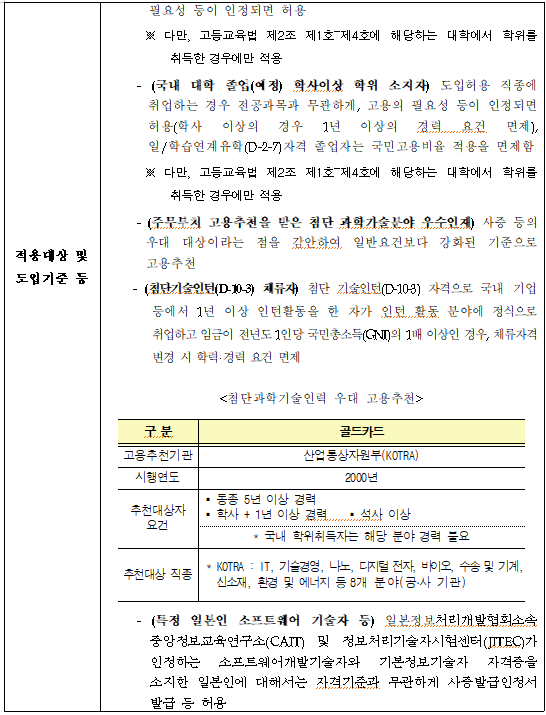 필요성 등이 인정되면 허용
※ 다만, 고등교육법 제2조 제1호~제4호에 해당하는 대학에서 학위를
취득한 경우에만 적용
- (국내 대학 졸업(예정) 학사이상 학위 소지자) 도입허용 직종에
취업하는 경우 전공과목과 무관하게, 고용의 필요성 등이 인정되면
허용(학사 이상의 경우 1년 이상의 경력 요건 면제),
일/학습연계유학(D-2-7)자격 졸업자는 국민고용비율 적용을 면제함
※ 다만, 고등교육법 제2조 제1호~제4호에 해당하는 대학에서 학위를
취득한 경우에만 적용
- (주무부처 고용추천을 받은 첨단 과학기술분야 우수인재) 사증 등의
우대 대상이라는 점을 감안하여 일반요건보다 강화된 기준으로
고용추천
적용대상 및
도입기준 등
- (첨단기술인턴(D-10-3) 체류자) 첨단 기술인턴(D-10-3) 자격으로 국내 기업
등에서 1년 이상 인턴활동을 한 자가 인턴 활동 분야에 정식으로
취업하고 임금이 전년도 1인당 국민총소득(GNI)의 1배 이상인 경우, 체류자격
변경 시 학력·경력 요건 면제
<첨단과학기술인력 우대 고용추천>
구 분 골드카드
고용추천기관 산업통상자원부(KOTRA)
시행연도 2000년
추천대상자
요건
▪ 동종 5년 이상 경력
▪ 학사 + 1년 이상 경력 ▪ 석사 이상
* 국내 학위취득자는 해당 분야 경력 불요
추천대상 직종
* KOTRA : IT, 기술경영, 나노, 디지털 전자, 바이오, 수송 및 기계,
신소재, 환경 및 에너지 등 8개 분야(공·사 기관)
- (특정 일본인 소프트웨어 기술자 등) 일본정보처리개발협회소속
중앙정보교육연구소(CAIT) 및 정보처리기술자시험센터(JITEC)가
인정하는 소프트웨어개발기술자와 기본정보기술자 자격증을
소지한 일본인에 대해서는 자격기준과 무관하게 사증발급인정서
발급 등 허용